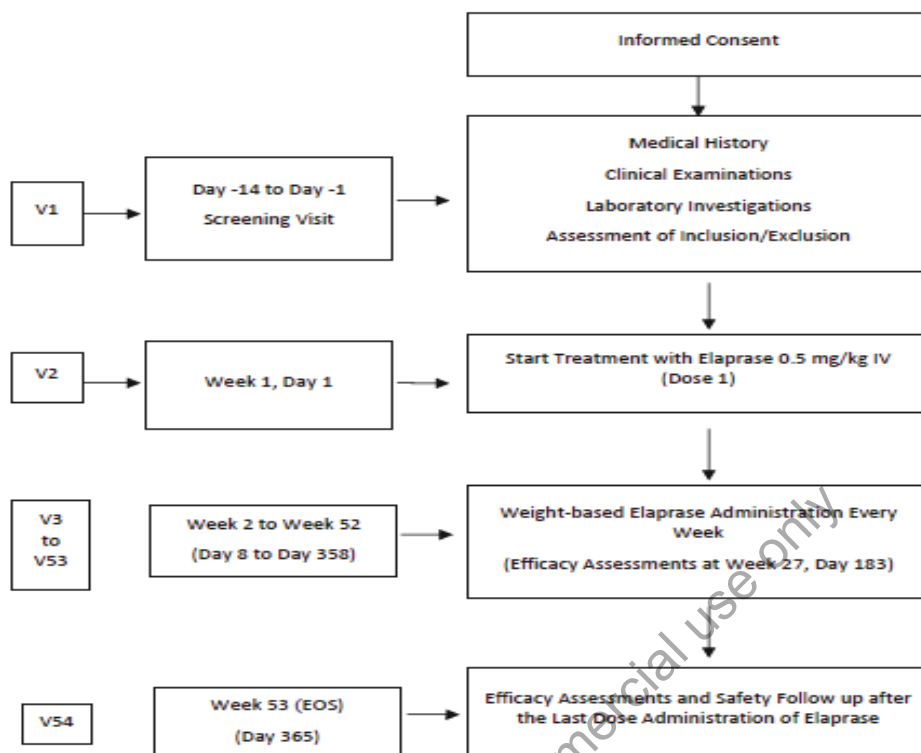 Informed Consent
V1
Day -14 to Day -1
Screening Visit
Medical History
Clinical Examinations
Laboratory Investigations
Assessment of Inclusion/Exclusion
V2
Week 1, Day 1
Start Treatment with Elaprase 0.5 mg/kg IV
(Dose 1)
V3
to
V53
Week 2 to Week 52
(Day 8 to Day 358)
Weight-based Elaprase Administration Every
Week
(Efficacy Assessments at Week 27, Day 183)
V54
Week 53 (EOS)
(Day 365)
Efficacy Assessments and Safety Follow up after
the Last Dose Administration of Elaprase
mercial use only